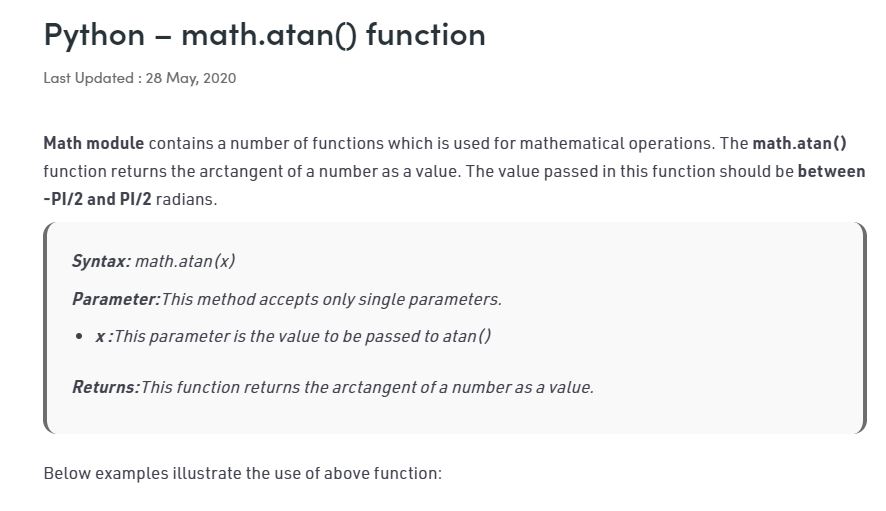 Python – math.atan() function
Last Updated : 28 May, 2020
Math module contains a number of functions which is used for mathematical operations. The math.atan()
function returns the arctangent of a number as a value. The value passed in this function should be between
-PI/2 and PI/2 radians.
Syntax: math.atan(x)
Parameter:This method accepts only single parameters.
• x :This parameter is the value to be passed to atan()
Returns:This function returns the arctangent of a number as a value.
Below examples illustrate the use of above function: